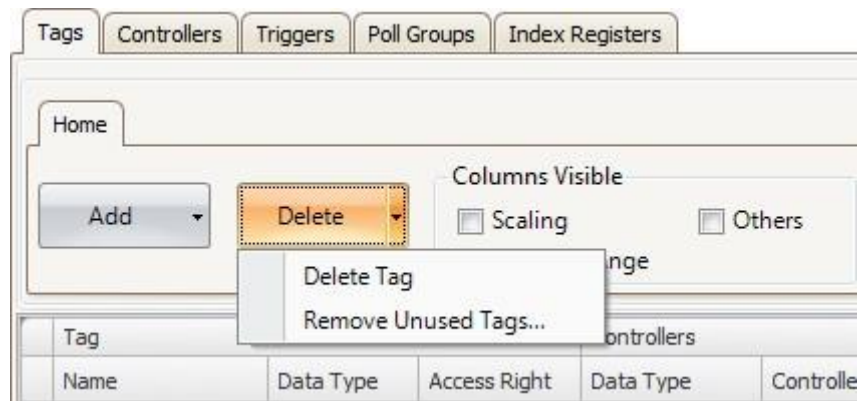 Tags Controllers Triggers Poll Groups Index Registers
Home
Columns Visible
Add Delete Scaling Others
Delete Tag
Remove Unused Tags...
Tag
Name Data Type Access Right Data Type